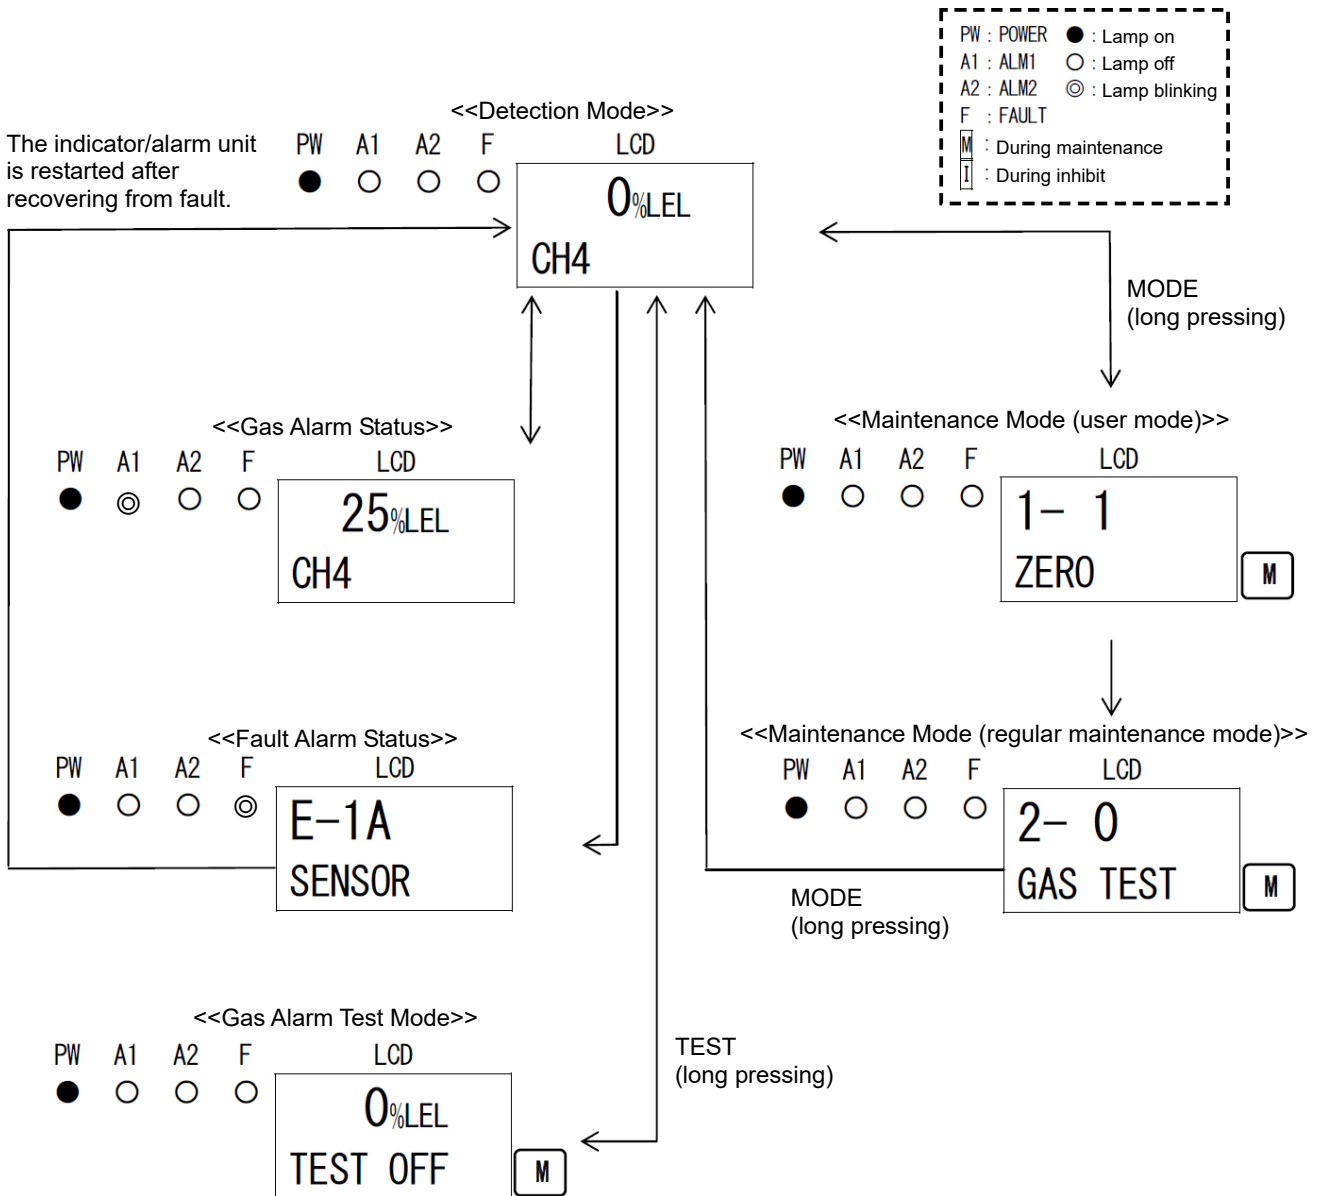 PW : POWER ● : Lamp on
A1 : ALM1 ○ : Lamp off
A2 : ALM2 ◎ : Lamp blinking
F : FAULT
M : During maintenance
I : During inhibit
<<Detection Mode>>
The indicator/alarm unit
is restarted after
recovering from fault.
PW A1 A2 F LCD
0%LEL
CH4
MODE
(long pressing)
<<Gas Alarm Status>>
PW A1 A2 F LCD
25%LEL
CH4
<<Maintenance Mode (user mode)>>
PW A1 A2 F LCD
1- 1
ZERO
M
<<Fault Alarm Status>>
PW A1 A2 F LCD
E-1A
SENSOR
<<Maintenance Mode (regular maintenance mode)>>
PW A1 A2 F LCD
2- 0
GAS TEST
M
MODE
(long pressing)
<<Gas Alarm Test Mode>>
PW A1 A2 F LCD
0%LEL
TEST OFF
M
TEST
(long pressing)